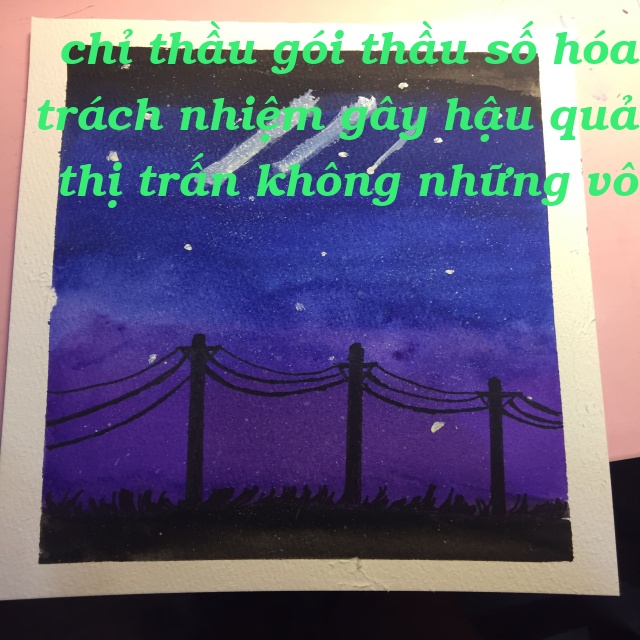 chỉ thầu gói thầu số hóa
trách nhiệm gây hậu quả
thị trấn không những vô